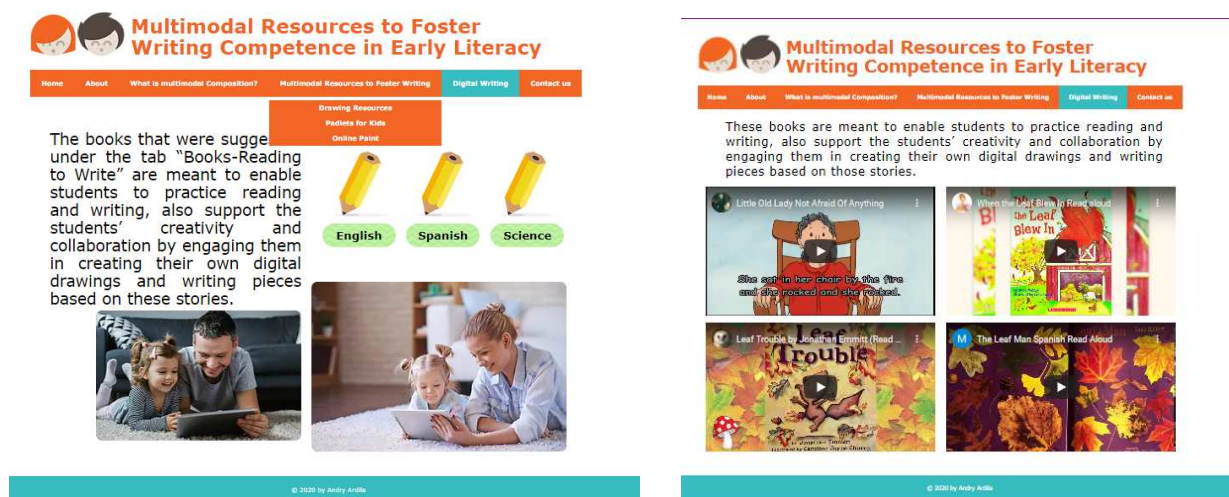 Multimodal Resources to Foster
Writing Competence in Early Literacy
Home About What is multimodal Composition? Multimodal Resources to Foster Writing Digital Writing Contact us
Drawing Resources
Padlets for Kids
Online Paint
The books that were sugge
under the tab “Books-Reading
to Write” are meant to enable
students to practice reading
and writing, also support the
students’ creativity and
collaboration by engaging them
in creating their own digital
drawings and writing pieces
based on these stories.
English Spanish Science
© 2020 by Andry Ardila
Multimodal Resources to Foster
Writing Competence in Early Literacy
Home About What is multimodal Composition? Multimodal Resources to Foster Writing Digital Writing Contact us
These books are meant to enable students to practice reading and
writing, also support the students’ creativity and collaboration by
engaging them in creating their own digital drawings and writing
pieces based on those stories.
Little Old Lady Not Afraid Of Anything
She sat in her chair by the fire
and she rocked and she rocked.
When the Leaf Blew In Read aloud
the Leaf
Blew In
Leaf Trouble by Jonathan Emmitt (Read ...
Leaf
Trouble
M The Leaf Man Spanish Read Aloud
© 2020 by Andry Ardila